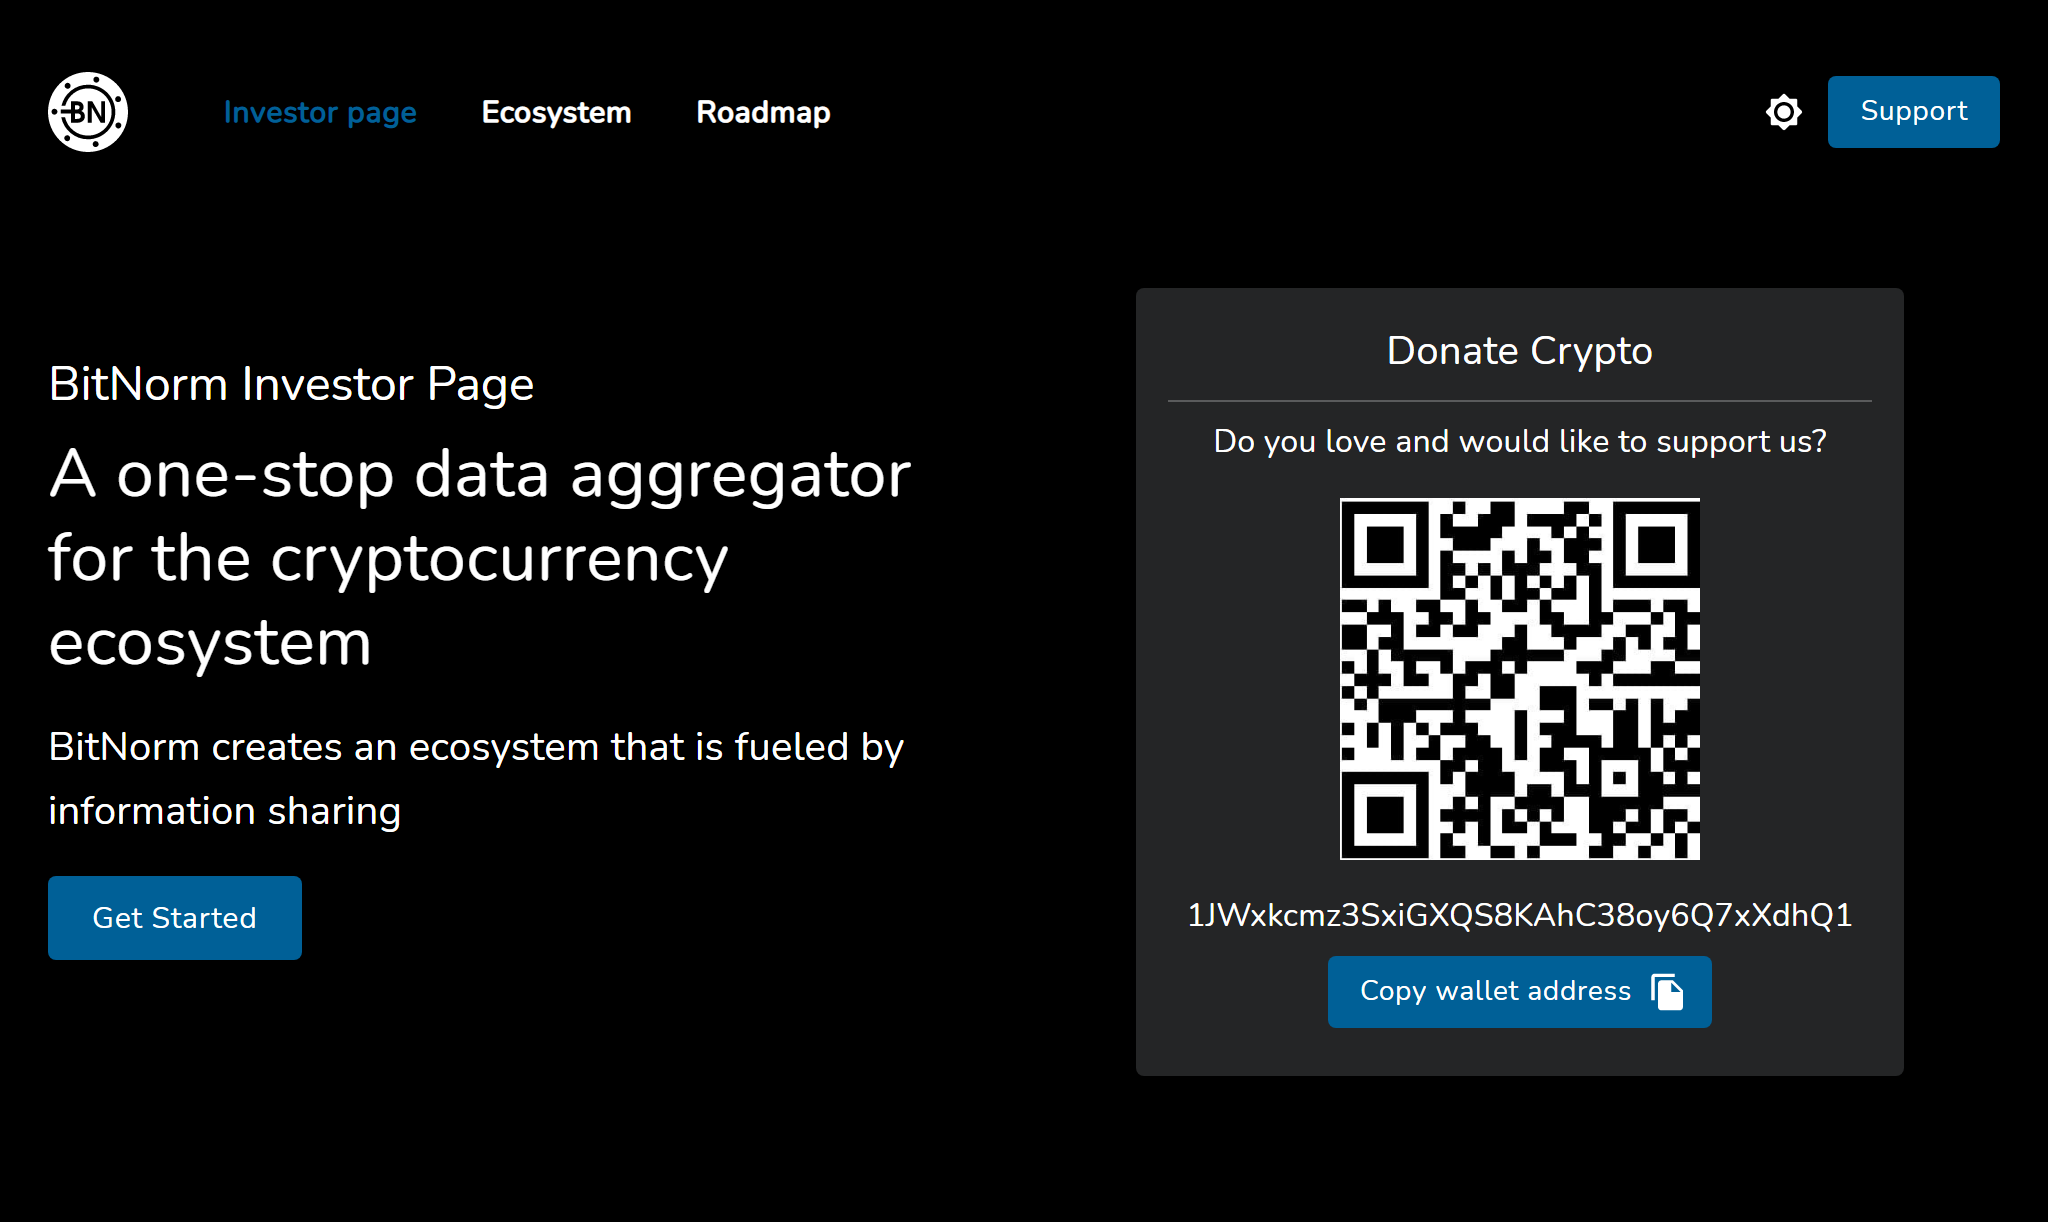 BN
Investor page
Ecosystem
Roadmap
Support
BitNorm Investor Page
A one-stop data aggregator
for the cryptocurrency
ecosystem
BitNorm creates an ecosystem that is fueled by
information sharing
Get Started
Donate Crypto
Do you love and would like to support us?
1JWxkcmz3SxiGXQS8KAhC38oy6Q7xXdhQ1
Copy wallet address